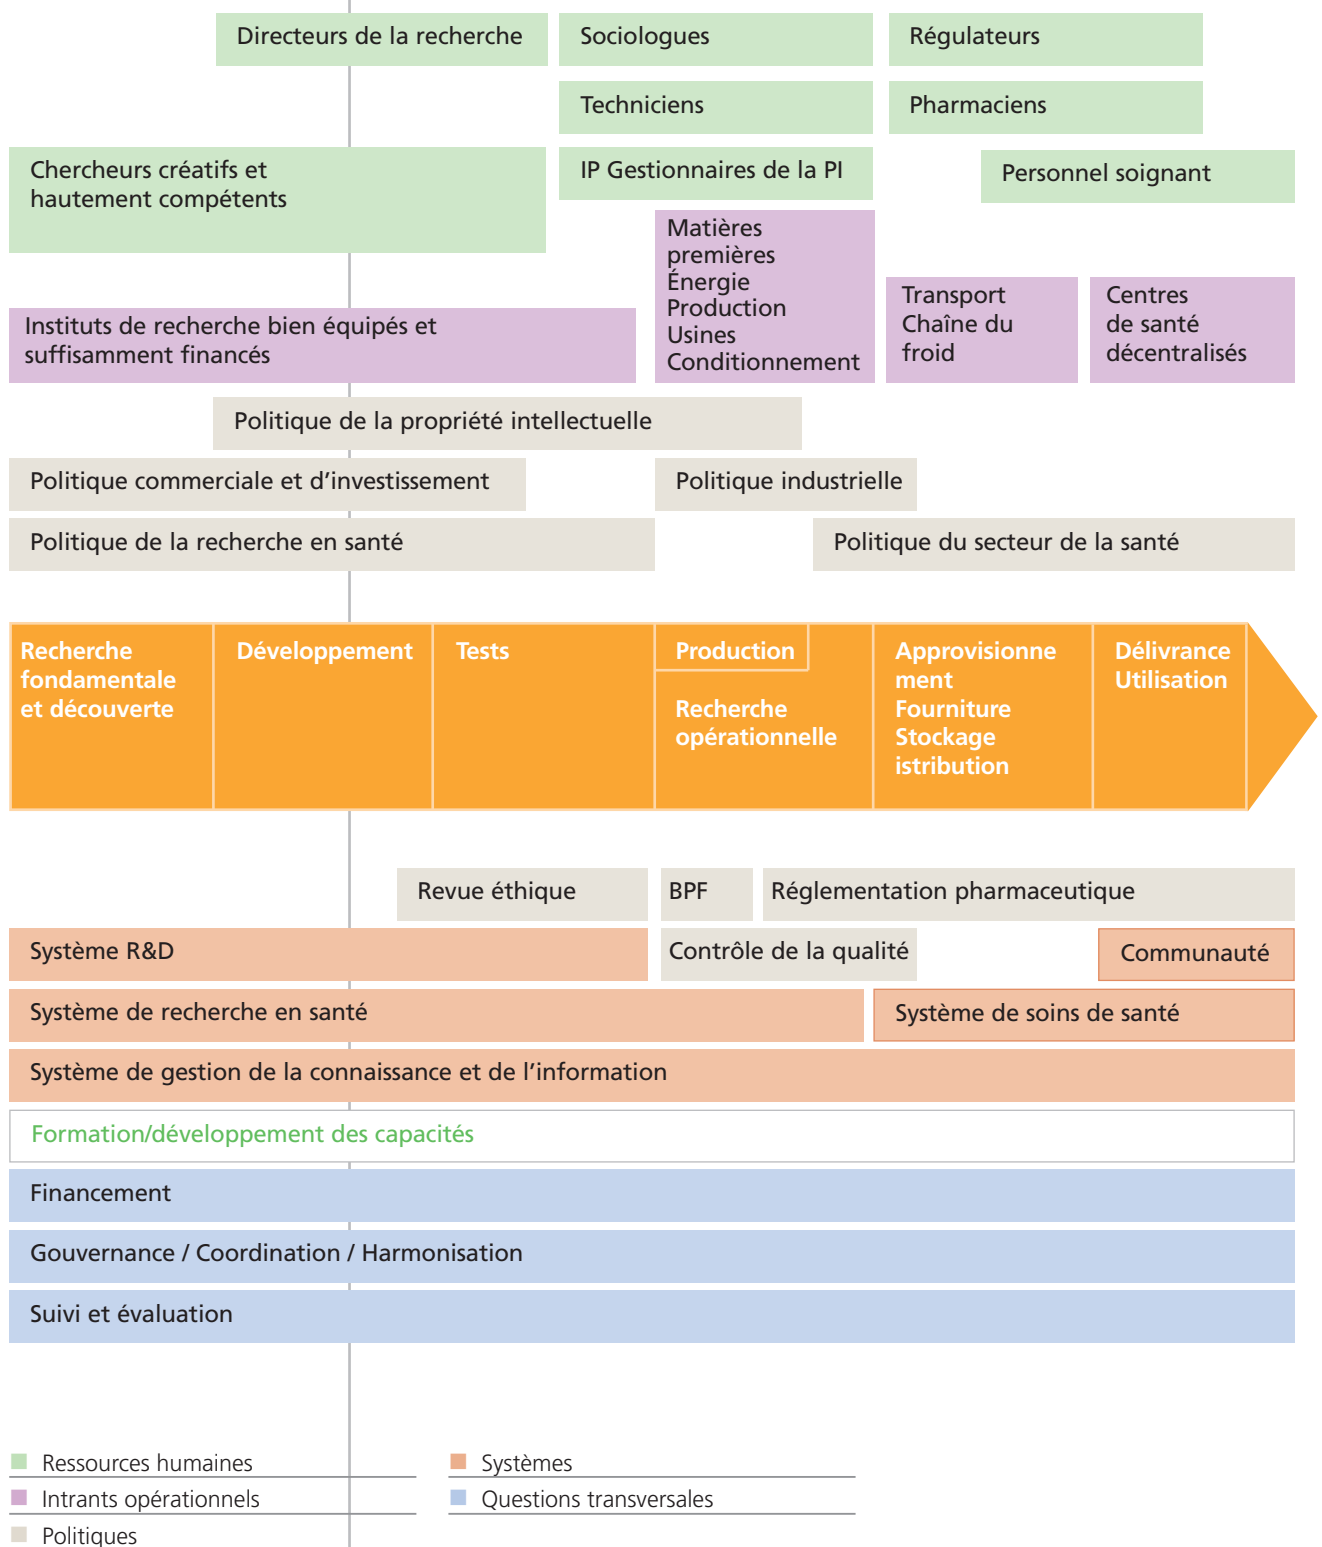 Directeurs de la recherche
Sociologues
Régulateurs
Techniciens
Pharmaciens
Chercheurs créatifs et
hautement compétents
IP Gestionnaires de la PI
Personnel soignant
Matières
premières
Énergie
Production
Usines
Conditionnement
Transport
Chaîne du
froid
Centres
de santé
décentralisés
Instituts de recherche bien équipés et
suffisamment financés
Politique de la propriété intellectuelle
Politique commerciale et d’investissement
Politique industrielle
Politique de la recherche en santé
Politique du secteur de la santé
Recherche
fondamentale
et découverte
Développement
Tests
Production
Recherche
opérationnelle
Approvisionne
ment
Fourniture
Stockage
istribution
Délivrance
Utilisation
Revue éthique
BPF
Réglementation pharmaceutique
Système R&D
Contrôle de la qualité
Communauté
Système de recherche en santé
Système de soins de santé
Système de gestion de la connaissance et de l’information
Formation/développement des capacités
Financement
Gouvernance / Coordination / Harmonisation
Suivi et évaluation
Ressources humaines
Intrants opérationnels
Politiques
Systèmes
Questions transversales